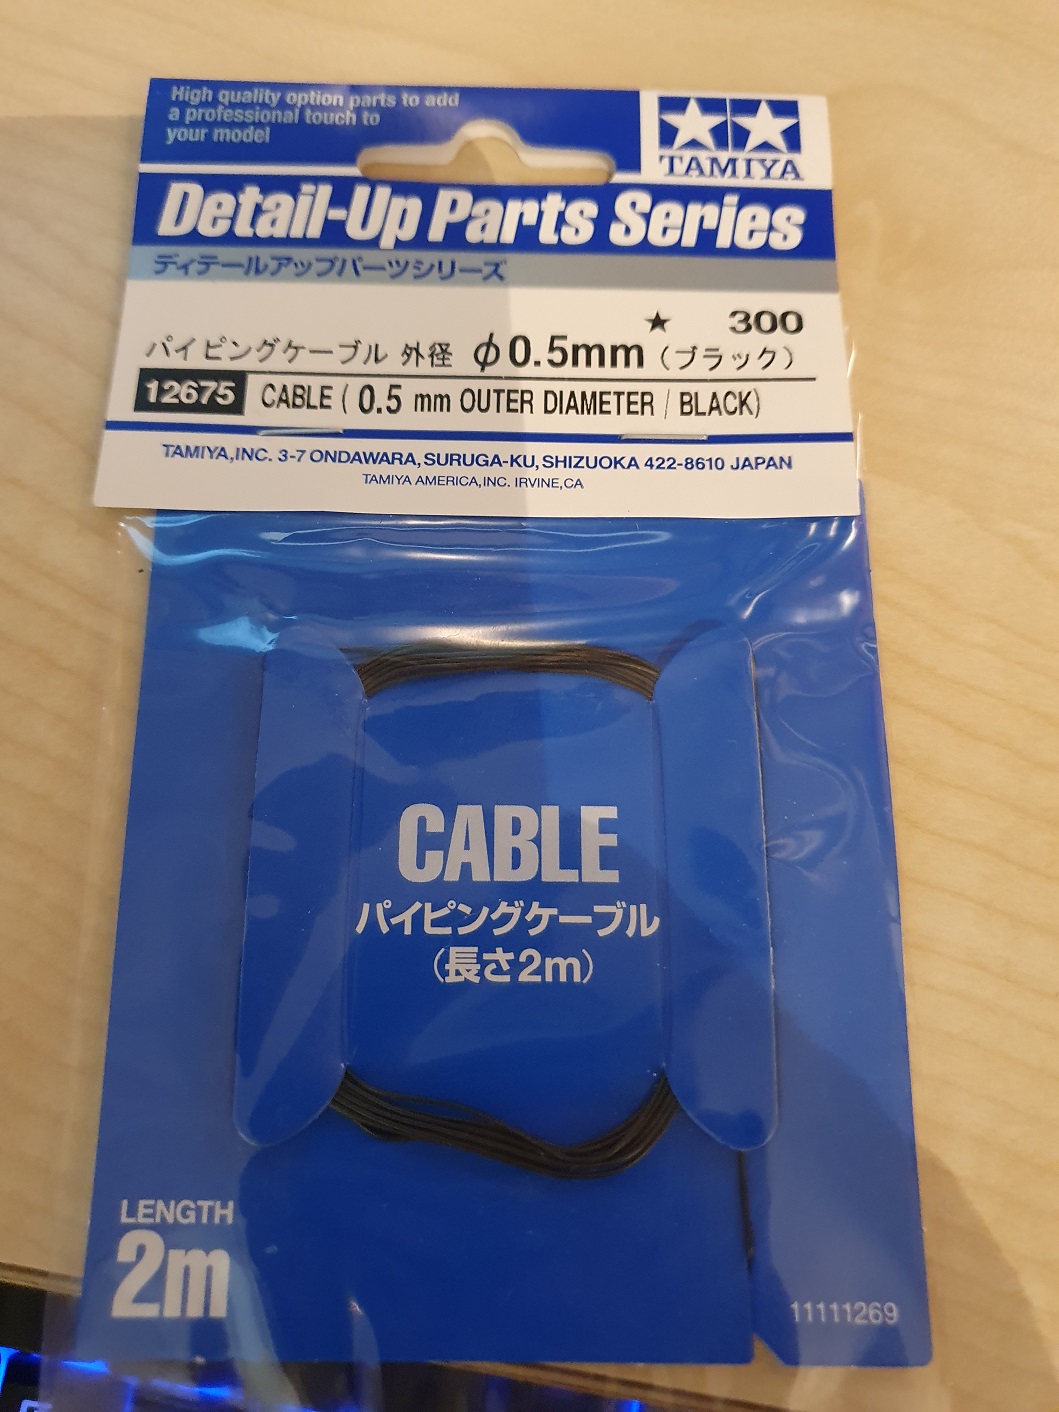 High quality option parts to add
a professional touch to
your model
TAMIYA
Detail-Up Parts Series
ディテールアップパーツシリーズ
★ 300
パイピングケーブル 外径 φ0.5mm (ブラック)
12675 CABLE ( 0.5 mm OUTER DIAMETER / BLACK)
TAMIYA,INC. 3-7 ONDAWARA, SURUGA-KU, SHIZUOKA 422-8610 JAPAN
TAMIYA AMERICA, INC. IRVINE, CA
CABLE
パイピングケーブル
(長さ2m)
LENGTH
2m
11111269